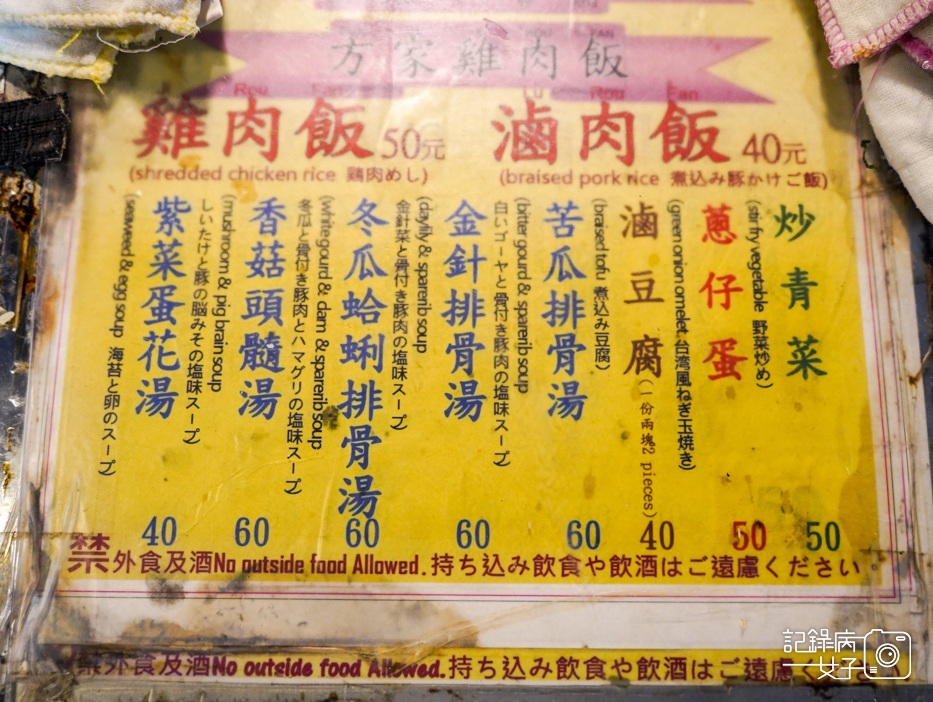 方家雞肉飯
Rou Fan
Rou Fan
雞肉飯50元
(shredded chicken rice 鶏肉めし)
滷肉飯40元
(braised pork rice 煮込み豚かけご飯)
炒青菜
(stir fry vegetable 野菜炒め)
50
蔥仔蛋
(green onion omelet 台湾風ねぎ玉焼き)
50
滷豆腐(一份兩塊2 pieces)
(braised tofu 煮込み豆腐)
40
苦瓜排骨湯
(bitter gourd & sparerib soup
白いゴーヤと骨付き豚肉の塩味スープ)
60
金針排骨湯
(daylily & sparerib soup
金針菜と骨付き豚肉の塩味スープ)
60
冬瓜蛤蜊排骨湯
(white gourd & clam & sparerib soup
冬瓜と骨付き豚肉とハマグリの塩味スープ)
60
香菇頭髓湯
(mushroom & pig brain soup
しいたけと豚の脳みその塩味スープ)
60
紫菜蛋花湯
(seaweed & egg soup 海苔と卵のスープ)
40
禁外食及酒No outside food Allowed.持ち込み飲食や飲酒はご遠慮ください。
禁外食及酒No outside food Allowed.持ち込み飲食や飲酒はご遠慮くださ
記錄病女子